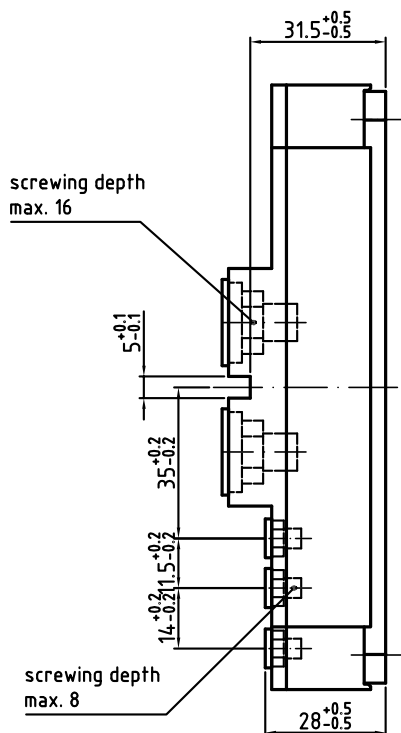 31.5+0.5-0.5
screwing depth
max. 16
5+0.1-0.1
35+0.2-0.2
11.5+0.2-0.2
14+0.2-0.2
screwing depth
max. 8
28+0.5-0.5